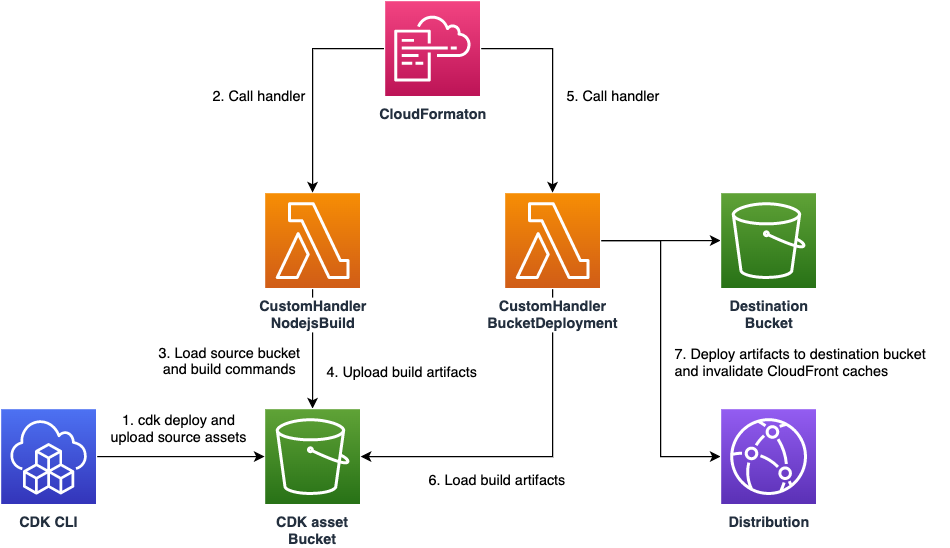 2. Call handler
5. Call handler
CloudFormaton
CustomHandler
NodejsBuild
CustomHandler
BucketDeployment
Destination
Bucket
3. Load source bucket
and build commands
4. Upload build artifacts
7. Deploy artifacts to destination bucket
and invalidate CloudFront caches
1. cdk deploy and
upload source assets
6. Load build artifacts
CDK CLI
CDK asset
Bucket
Distribution